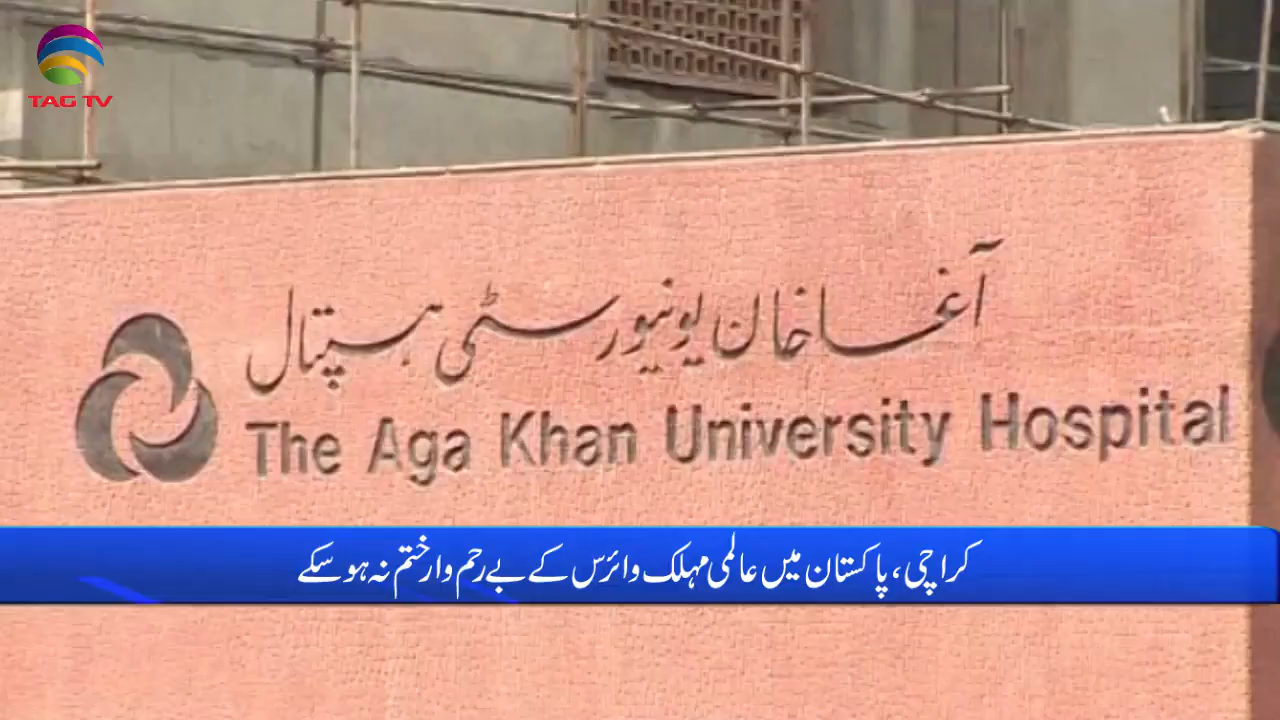 TAG TV
آغا خان یونیورسٹی ہسپتال
The Aga Khan University Hospital
کراچی، پاکستان میں عالمی مہلک وائرس کے بے رحم وار ختم نہ ہو سکے